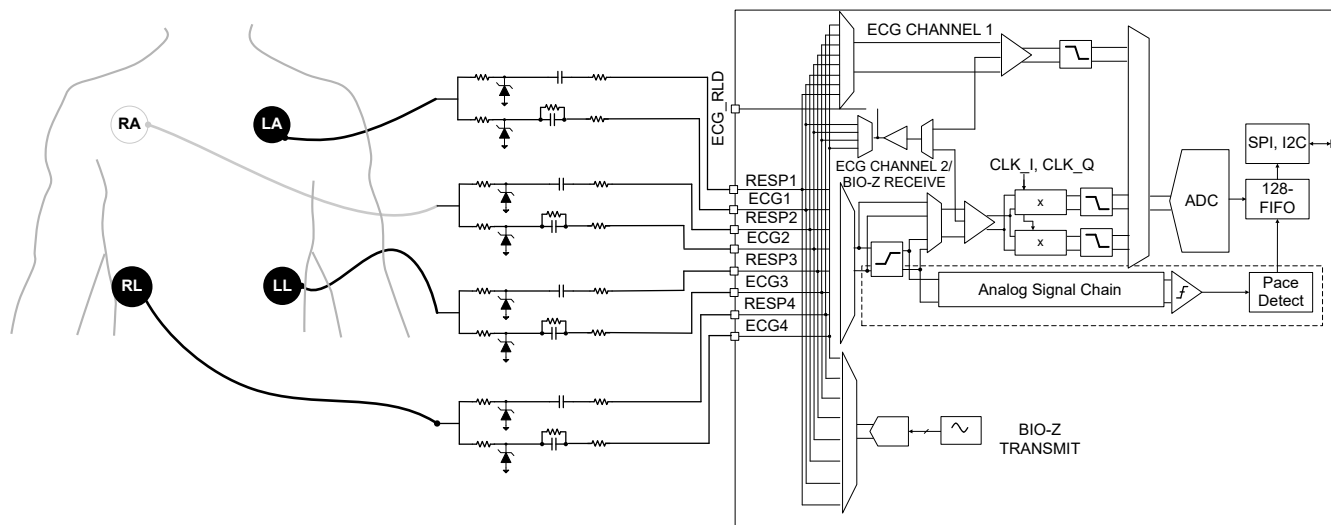 RA
LA
RL
LL
ECG_RLD
RESP1
ECG1
RESP2
ECG2
RESP3
ECG3
RESP4
ECG4
ECG CHANNEL 1
ECG CHANNEL 2/
BIO-Z RECEIVE
CLK_I, CLK_Q
x
x
ADC
SPI, I2C
128-
FIFO
Analog Signal Chain
Pace
Detect
BIO-Z
TRANSMIT